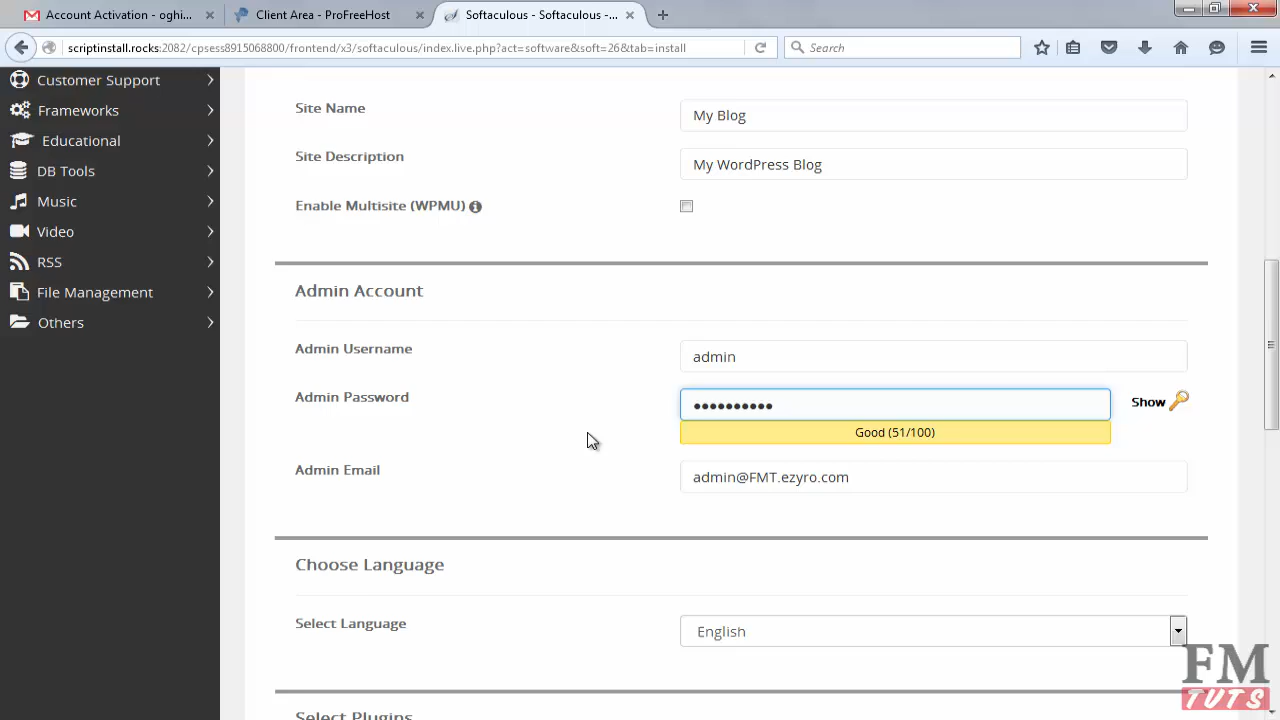 Account Activation - oghi... ×
Client Area - ProFreeHost ×
Softaculous - Softaculous - ... ×
scriptinstall.rocks:2082/cpsess8915068800/frontend/x3/softaculous/index.live.php?act=software&soft=26&tab=install
Search
Customer Support
Frameworks
Educational
DB Tools
Music
Video
RSS
File Management
Others
Site Name
My Blog
Site Description
My WordPress Blog
Enable Multisite (WPMU)
Admin Account
Admin Username
admin
Admin Password
••••••••••
Show
Good (51/100)
Admin Email
admin@FMT.ezyro.com
Choose Language
Select Language
English
Select Plugins
FM
TUTS